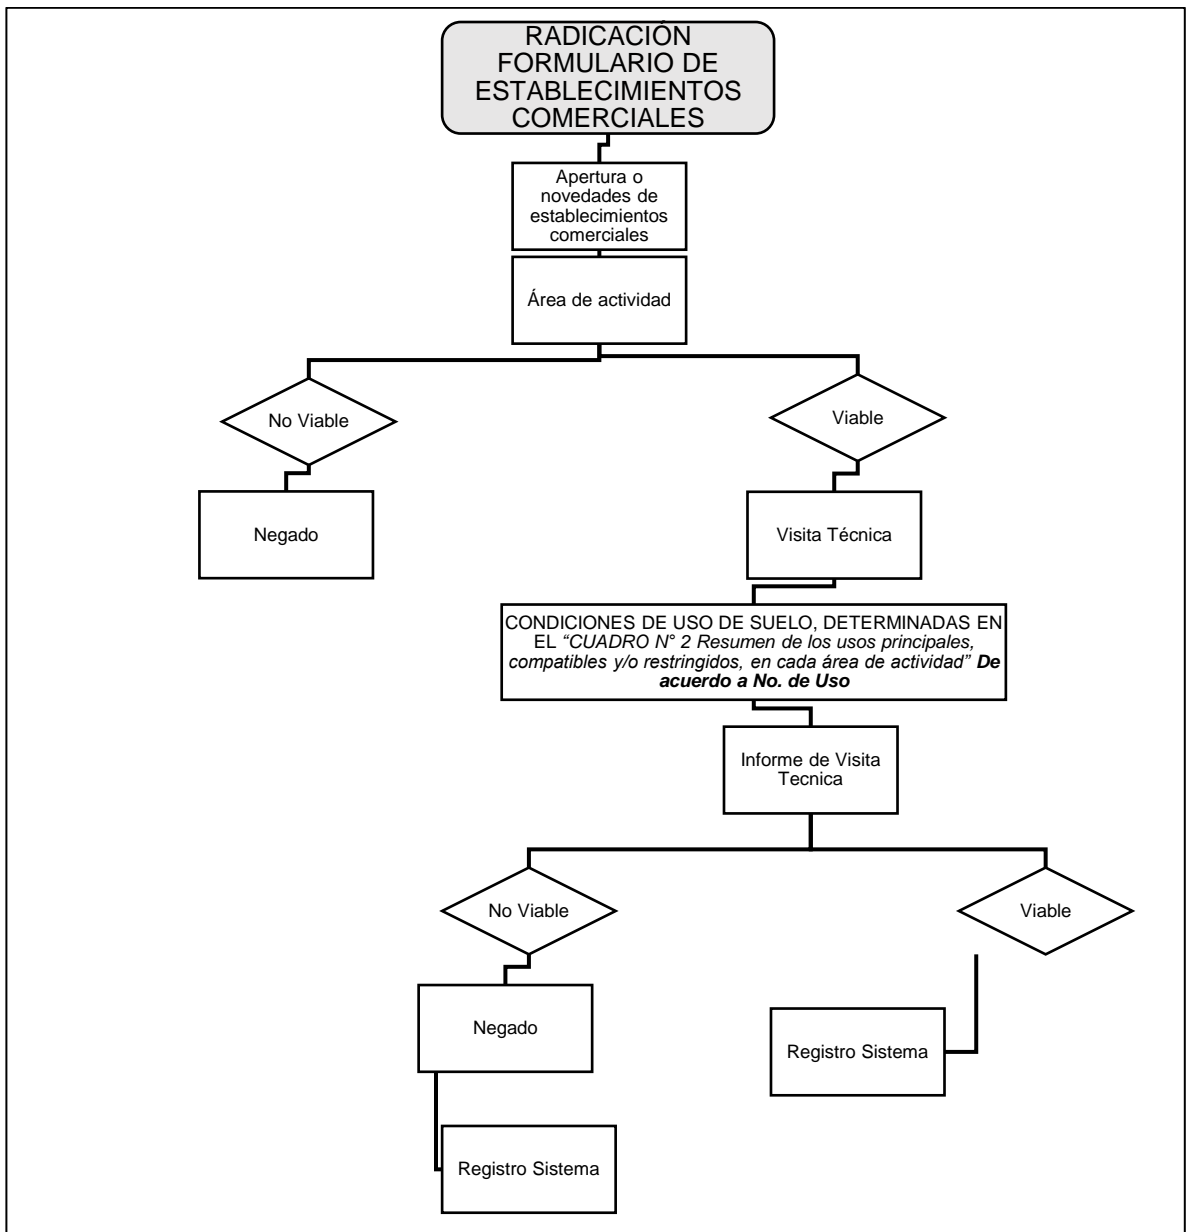 RADICACIÓN
FORMULARIO DE
ESTABLECIMIENTOS
COMERCIALES
Apertura o
novedades de
establecimientos
comerciales
Área de actividad
No Viable
Viable
Negado
Visita Técnica
CONDICIONES DE USO DE SUELO, DETERMINADAS EN
EL “CUADRO N° 2 Resumen de los usos principales,
compatibles y/o restringidos, en cada área de actividad” De
acuerdo a No. de Uso
Informe de Visita
Tecnica
No Viable
Viable
Negado
Registro Sistema
Registro Sistema